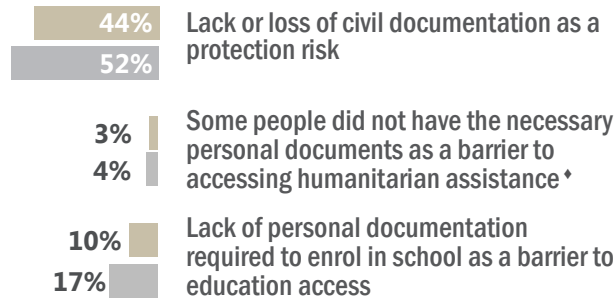 44%
52%
Lack or loss of civil documentation as a
protection risk
3%
4%
Some people did not have the necessary
personal documents as a barrier to
accessing humanitarian assistance ♦
10%
17%
Lack of personal documentation
required to enrol in school as a barrier to
education access